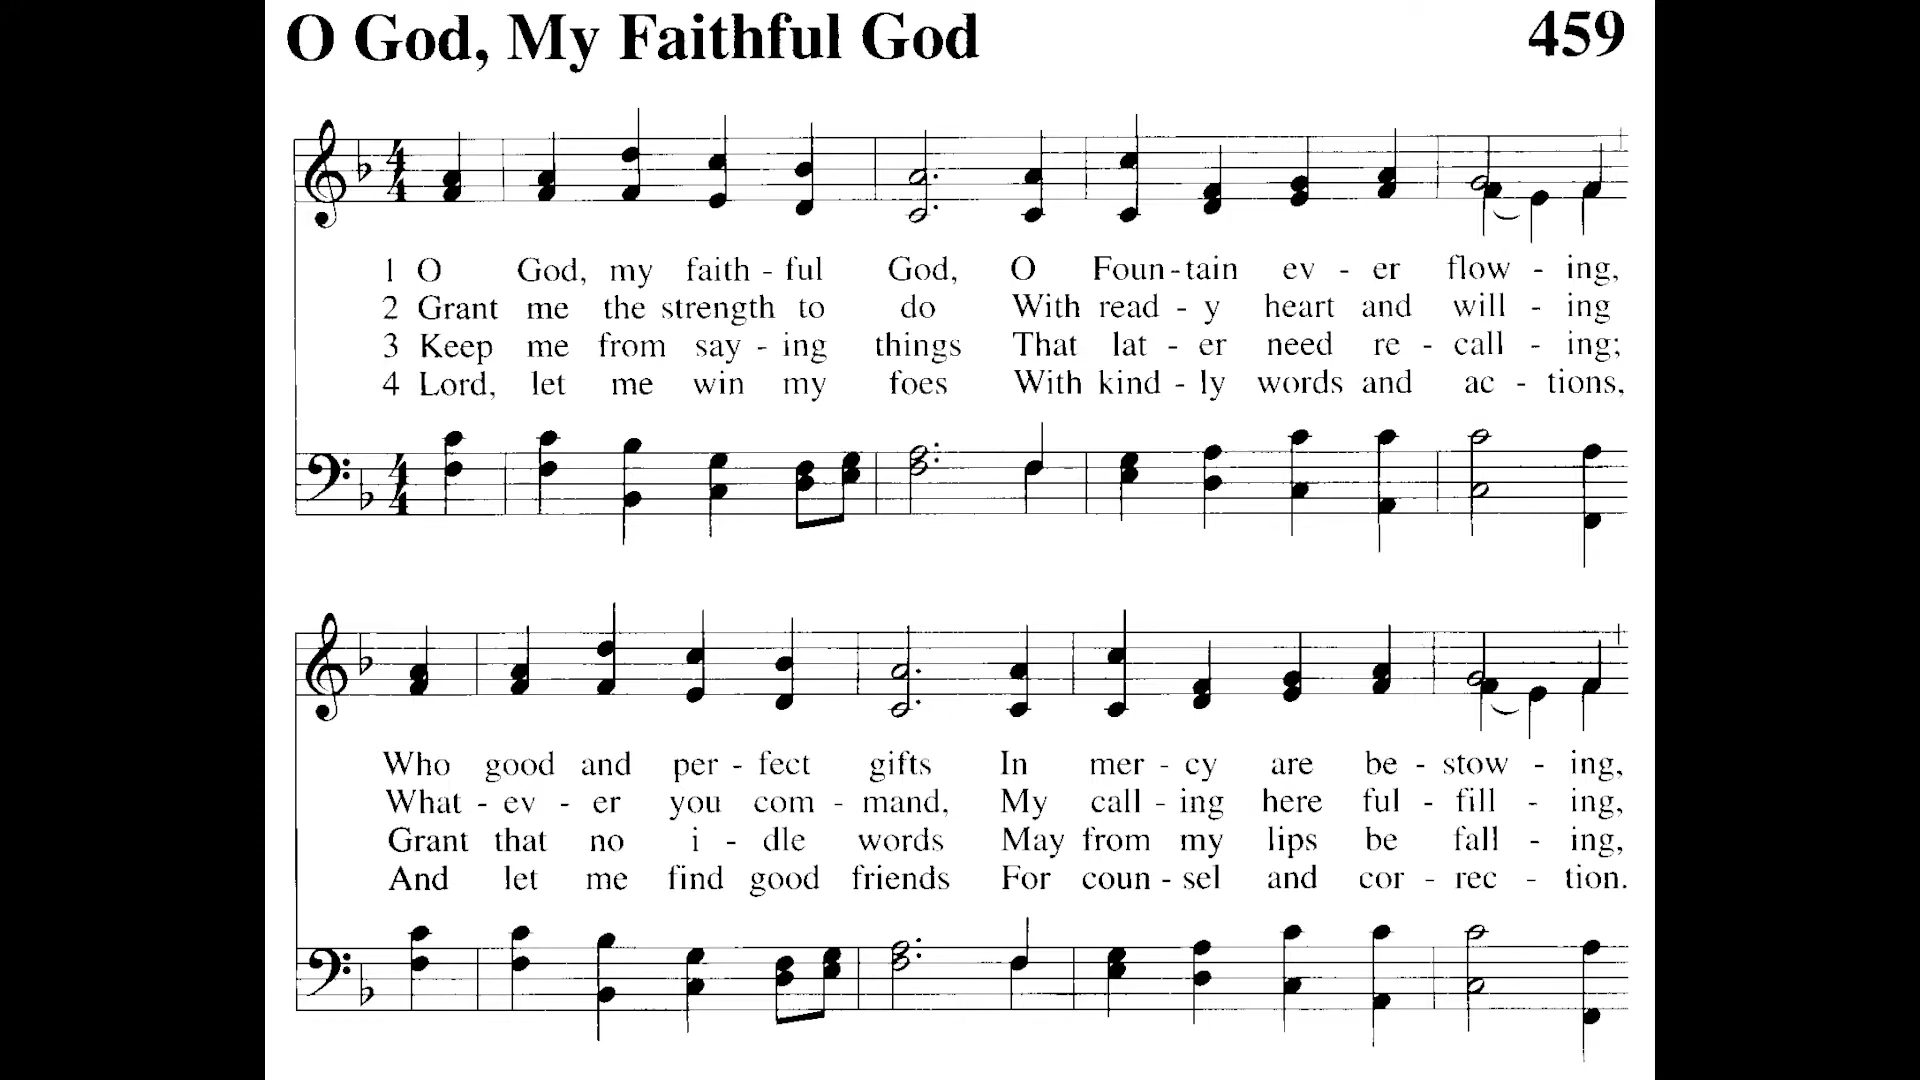 O God, My Faithful God 459
1 O God, my faith - ful God, O Foun - tain ev - er flow - ing,
2 Grant me the strength to do With read - y heart and will - ing
3 Keep me from say - ing things That lat - er need re - call - ing;
4 Lord, let me win my foes With kind - ly words and ac - tions,
Who good and per - fect gifts In mer - cy are be - stow - ing,
What - ev - er you com - mand, My call - ing here ful - fill - ing,
Grant that no i - dle words May from my lips be fall - ing,
And let me find good friends For coun - sel and cor - rec - tion.